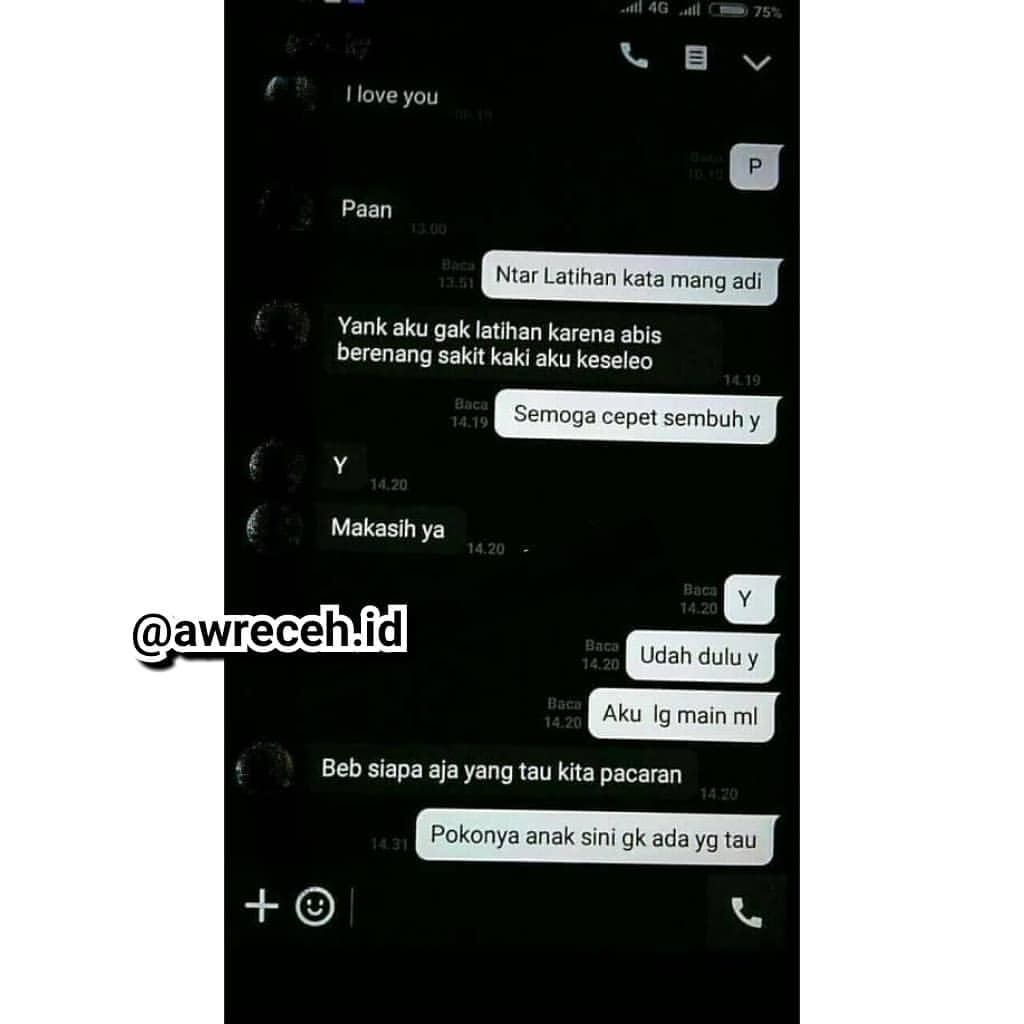 4G 75%
I love you
Baca
P
Paan
13.00
Baca
13.51
Ntar Latihan kata mang adi
Yank aku gak latihan karena abis
berenang sakit kaki aku keseleo
14.19
Baca
14.19
Semoga cepet sembuh y
Y
14.20
Makasih ya
14.20
Baca
14.20
Y
@awreceh.id
Baca
14.20
Udah dulu y
Baca
14.20
Aku lg main ml
Beb siapa aja yang tau kita pacaran
14.20
14.31
Pokonya anak sini gk ada yg tau